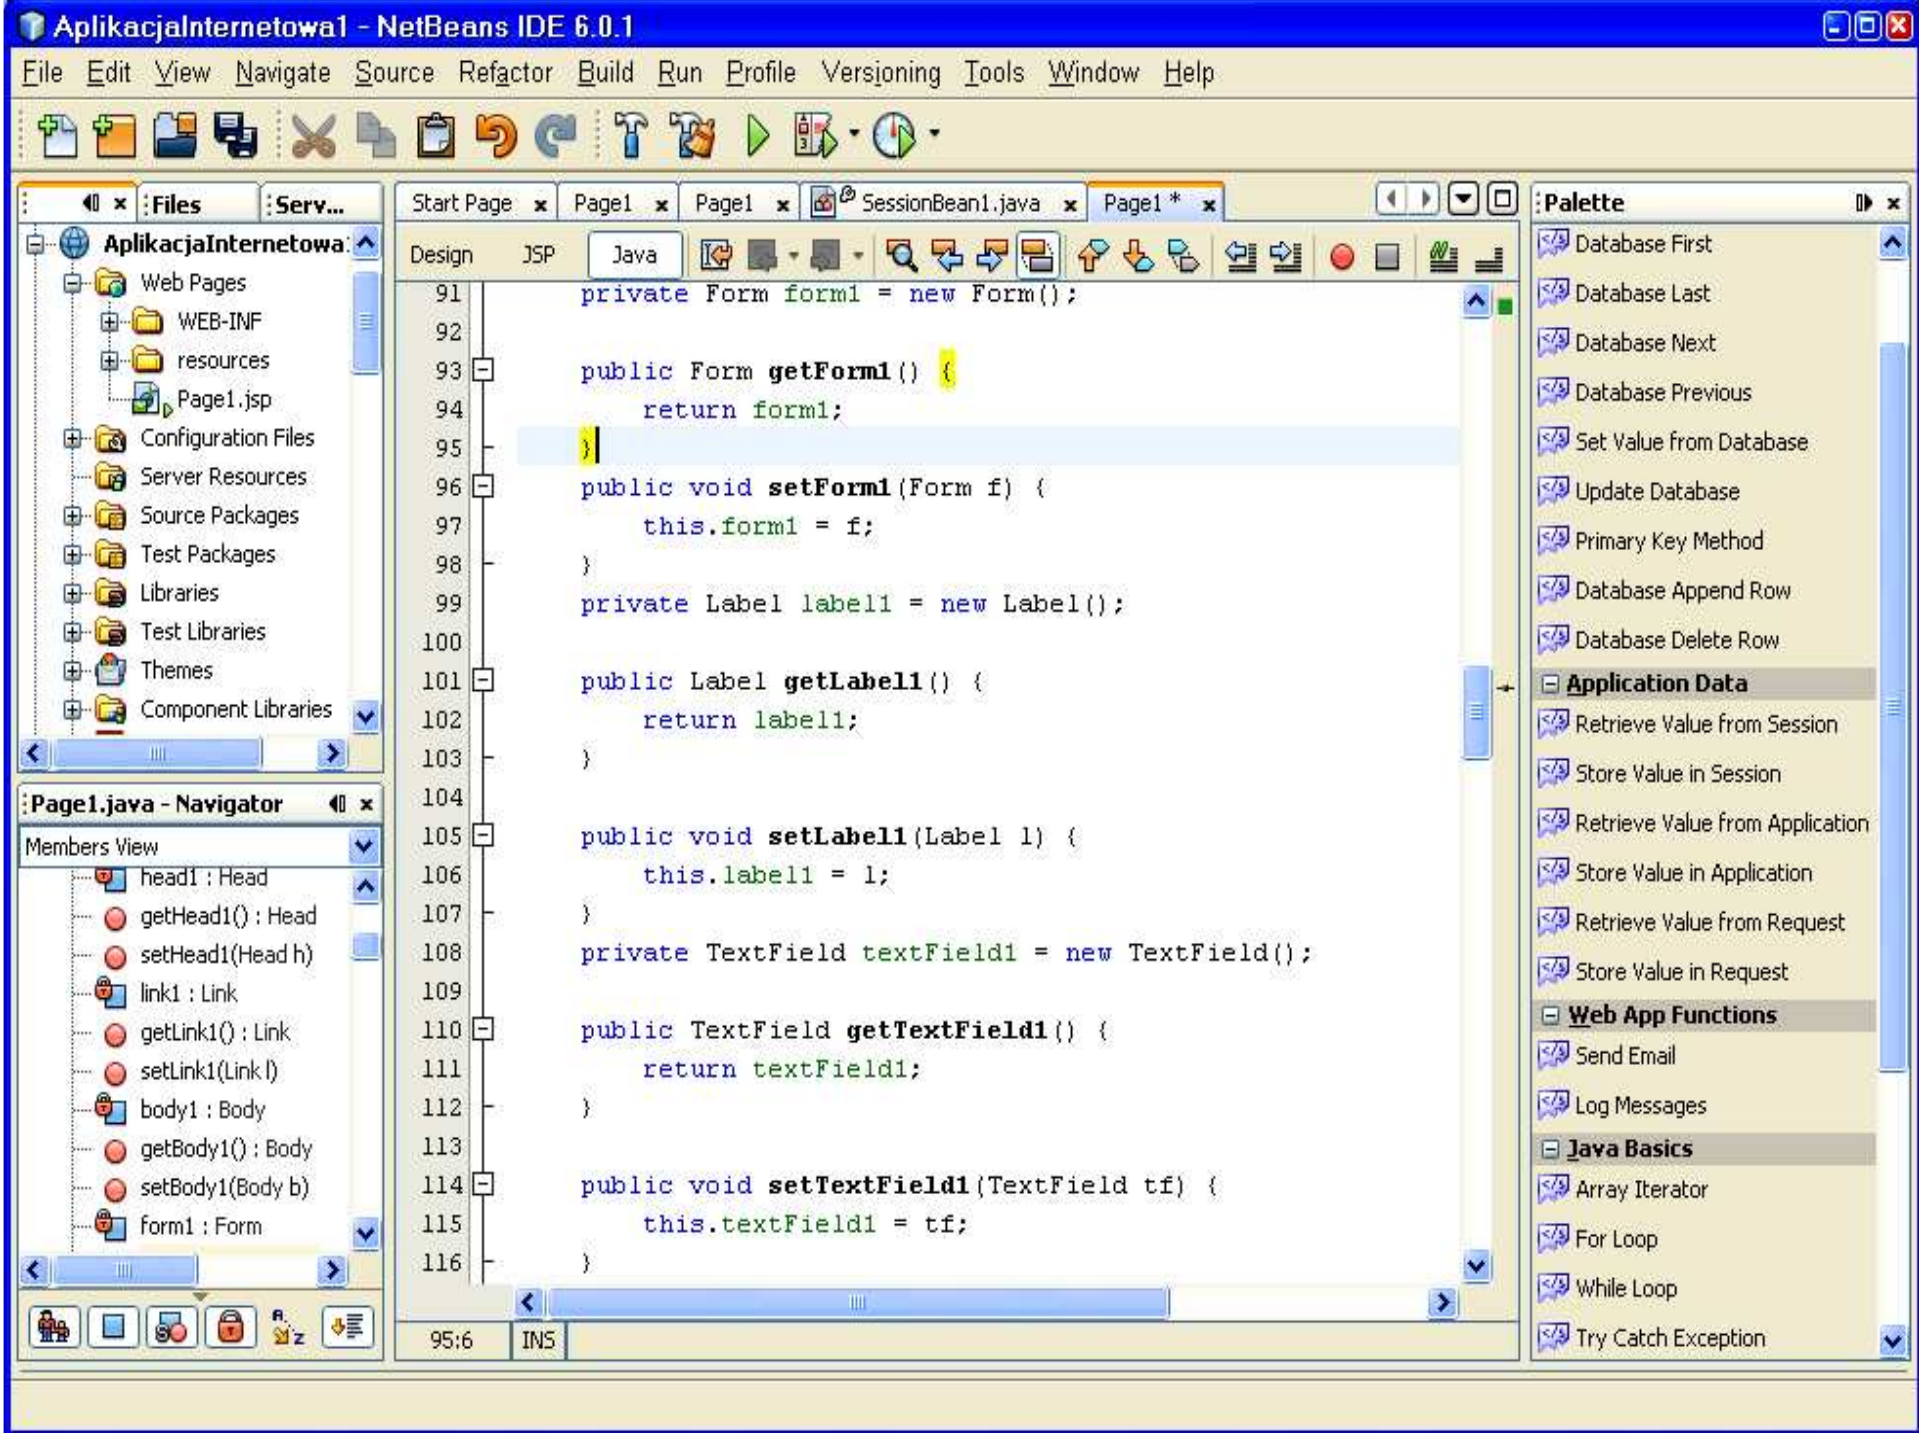 AplikacjaInternetowa1 - NetBeans IDE 6.0.1
File Edit View Navigate Source Refactor Build Run Profile Versioning Tools Window Help
Files Serv...
AplikacjaInternetowa
Web Pages
WEB-INF
resources
Page1.jsp
Configuration Files
Server Resources
Source Packages
Test Packages
Libraries
Test Libraries
Themes
Component Libraries
Page1.java - Navigator
Members View
head1 : Head
getHead1() : Head
setHead1(Head h)
link1 : Link
getLink1() : Link
setLink1(Link l)
body1 : Body
getBody1() : Body
setBody1(Body b)
form1 : Form
Start Page Page1 Page1 SessionBean1.java Page1 *
Design JSP Java
91 private Form form1 = new Form();
92
93 public Form getForm1() {
94 return form1;
95 }
96 public void setForm1(Form f) {
97 this.form1 = f;
98 }
99 private Label label1 = new Label();
100
101 public Label getLabel1() {
102 return label1;
103 }
104
105 public void setLabel1(Label l) {
106 this.label1 = l;
107 }
108 private TextField textField1 = new TextField();
109
110 public TextField getTextField1() {
111 return textField1;
112 }
113
114 public void setTextField1(TextField tf) {
115 this.textField1 = tf;
116 }
95:6 INS
Palette
Database First
Database Last
Database Next
Database Previous
Set Value from Database
Update Database
Primary Key Method
Database Append Row
Database Delete Row
Application Data
Retrieve Value from Session
Store Value in Session
Retrieve Value from Application
Store Value in Application
Retrieve Value from Request
Store Value in Request
Web App Functions
Send Email
Log Messages
Java Basics
Array Iterator
For Loop
While Loop
Try Catch Exception